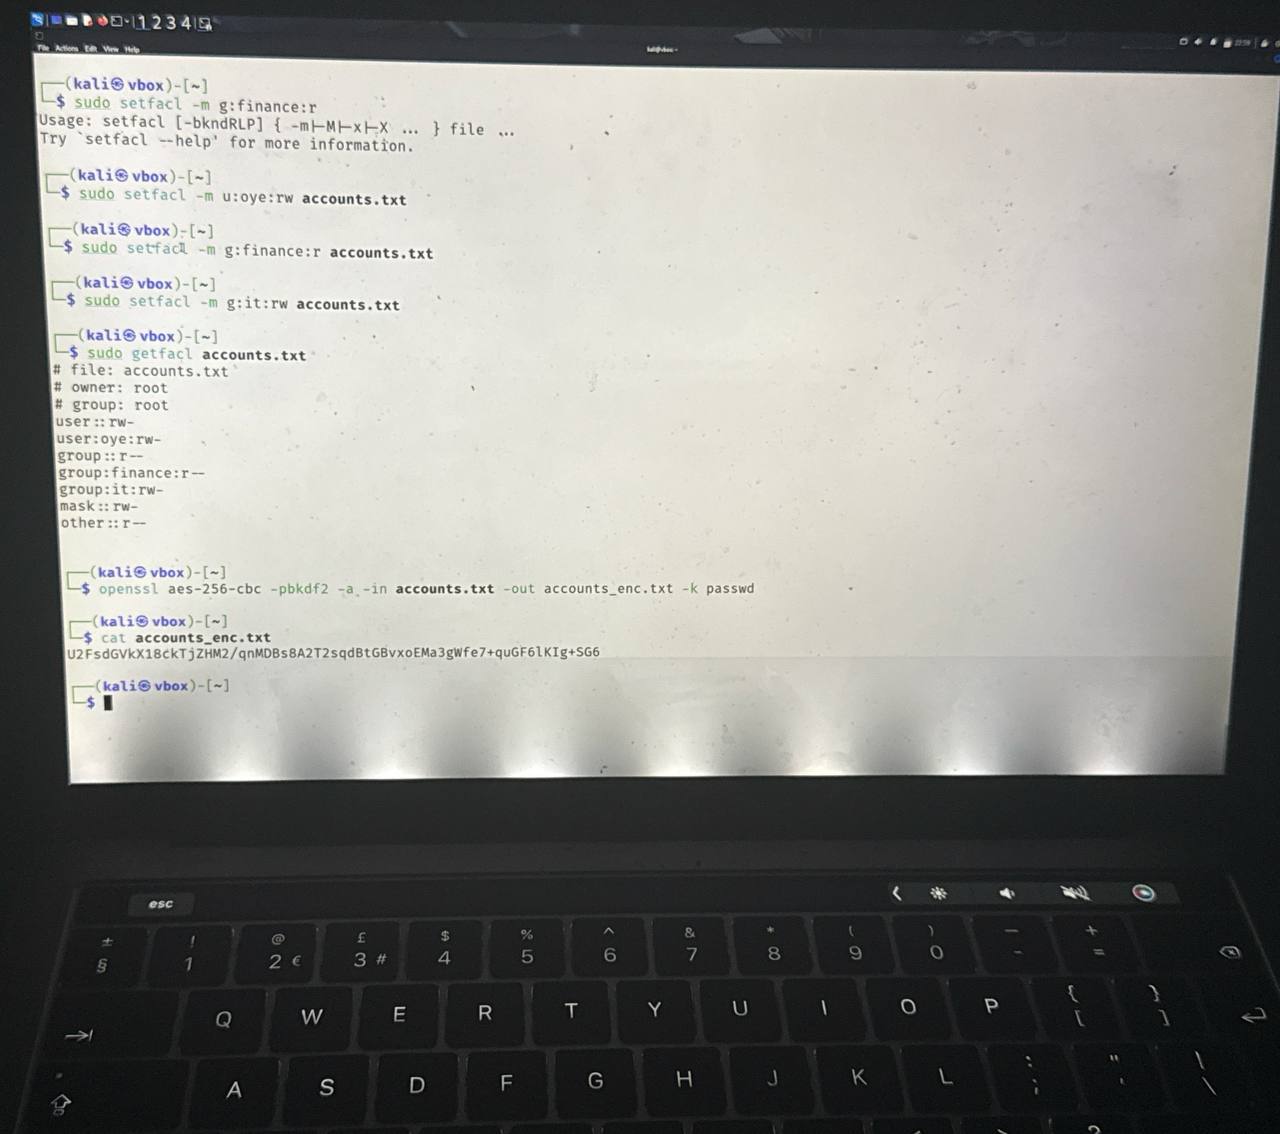 1 2 3 4
File Actions Edit View Help
┌──(kali㉿vbox)-[~]
└─$ sudo setfacl -m g:finance:r
Usage: setfacl [-bkndRLP] { -m|-M|-x|-X ... } file ...
Try `setfacl --help' for more information.
┌──(kali㉿vbox)-[~]
└─$ sudo setfacl -m u:oye:rw accounts.txt
┌──(kali㉿vbox)-[~]
└─$ sudo setfacl -m g:finance:r accounts.txt
┌──(kali㉿vbox)-[~]
└─$ sudo setfacl -m g:it:rw accounts.txt
┌──(kali㉿vbox)-[~]
└─$ sudo getfacl accounts.txt
# file: accounts.txt
# owner: root
# group: root
user::rw-
user:oye:rw-
group::r--
group:finance:r--
group:it:rw-
mask::rw-
other::r--
┌──(kali㉿vbox)-[~]
└─$ openssl aes-256-cbc -pbkdf2 -a -in accounts.txt -out accounts_enc.txt -k passwd
┌──(kali㉿vbox)-[~]
└─$ cat accounts_enc.txt
U2FsdGVkX18ckTjZHM2/qnMDBs8A2T2sqdBtGBvxoEMa3gWfe7+quGF6lKIg+SG6
┌──(kali㉿vbox)-[~]
└─$
esc
± ! @ £ $ % ^ & * ( ) — +
§ 1 2 € 3 # 4 5 6 7 8 9 0 - =
Q W E R T Y U I O P { [ } ]
A S D F G H J K L : ; " ' | \
?